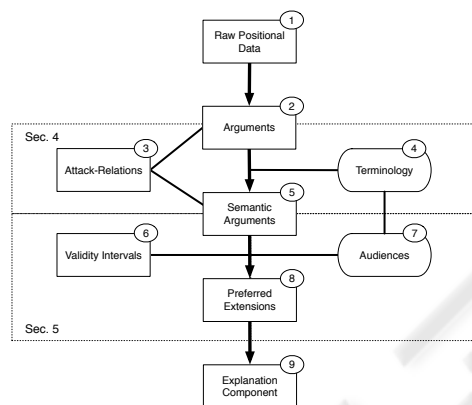 1
Raw Positional
Data
2
Arguments
Sec. 4
3
Attack-Relations
4
Terminology
5
Semantic
Arguments
6
Validity Intervals
7
Audiences
8
Preferred
Extensions
Sec. 5
9
Explanation
Component